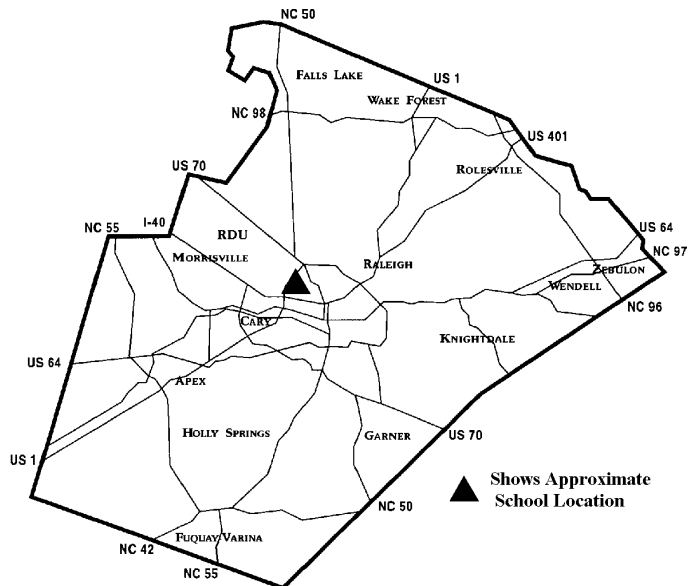 NC 50
FALLS LAKE
US 1
WAKE FOREST
NC 98
US 401
US 70
ROLESVILLE
NC 55
I-40
RDU
US 64
MORRISVILLE
RALEIGH
NC 97
ZEBULON
WENDELL
NC 96
CARY
KNIGHTDALE
US 64
APEX
HOLLY SPRINGS
GARNER
US 70
US 1
Shows Approximate
School Location
NC 50
FUQUAY VARINA
NC 42
NC 55